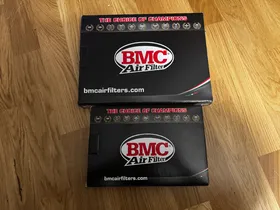 THE CHOICE OF CHAMPIONS
BMC
Air Filter
bmcairfilters.com
THE CHOICE OF CHAMPIONS
BMC
Air Filter
bmcairfilters.com